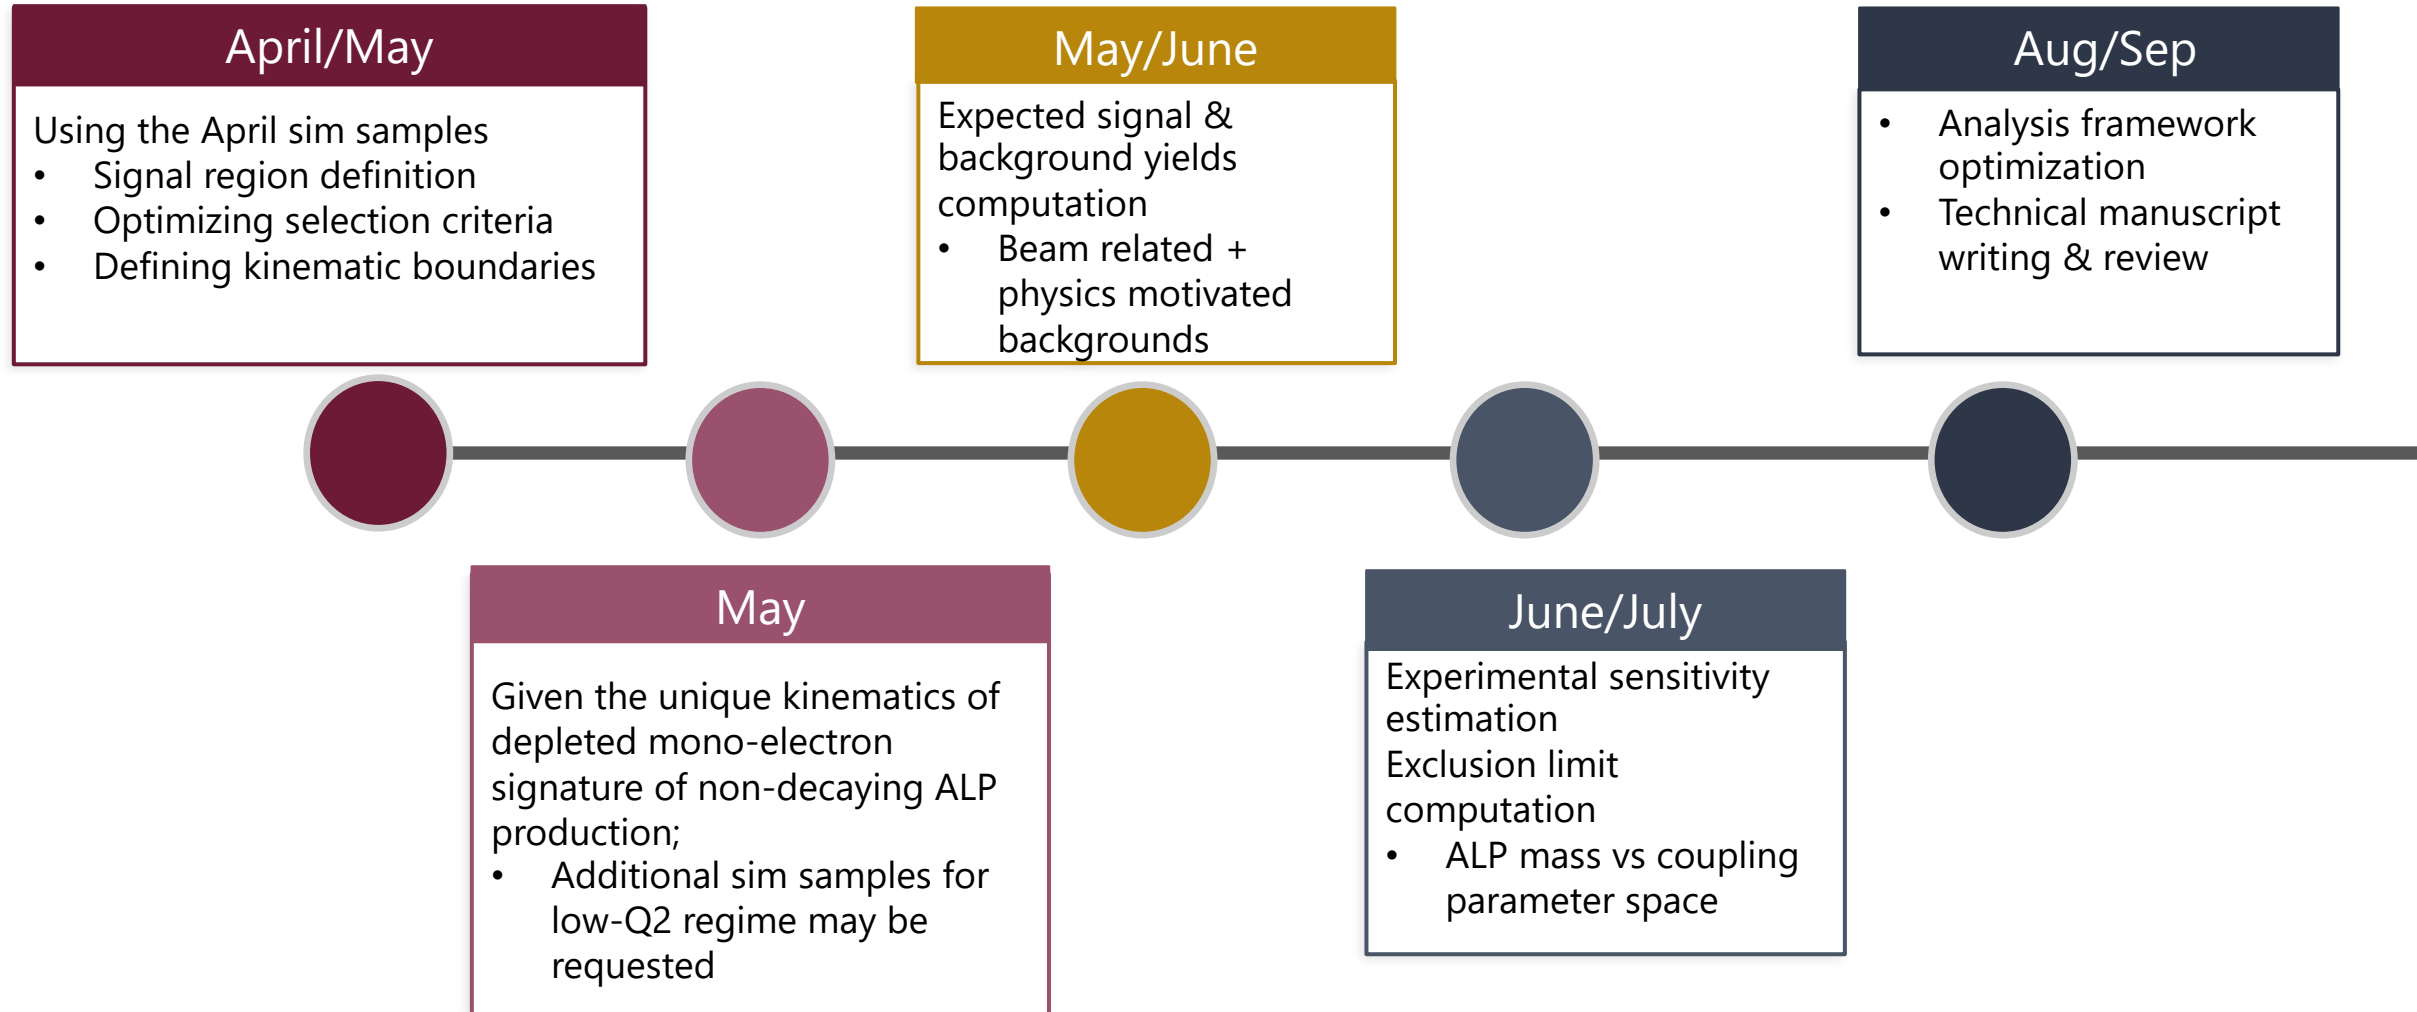 April/May
Using the April sim samples
• Signal region definition
• Optimizing selection criteria
• Defining kinematic boundaries
May
Given the unique kinematics of
depleted mono-electron
signature of non-decaying ALP
production;
• Additional sim samples for
low-Q2 regime may be
requested
May/June
Expected signal &
background yields
computation
• Beam related +
physics motivated
backgrounds
June/July
Experimental sensitivity
estimation
Exclusion limit
computation
• ALP mass vs coupling
parameter space
Aug/Sep
• Analysis framework
optimization
• Technical manuscript
writing & review